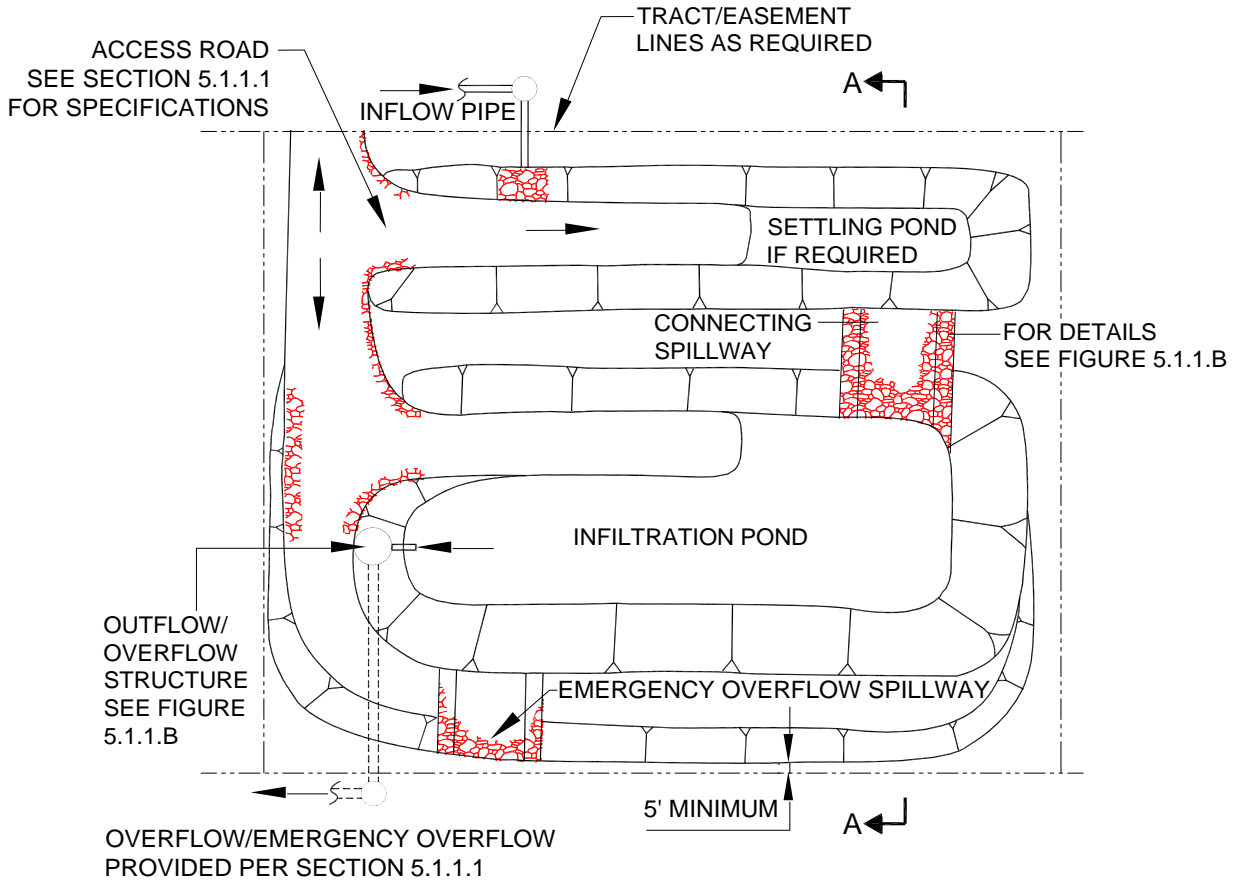 TRACT/EASEMENT
LINES AS REQUIRED
ACCESS ROAD
SEE SECTION 5.1.1.1
FOR SPECIFICATIONS
INFLOW PIPE
A
SETTLING POND
IF REQUIRED
CONNECTING
SPILLWAY
FOR DETAILS
SEE FIGURE 5.1.1.B
INFILTRATION POND
OUTFLOW/
OVERFLOW
STRUCTURE
SEE FIGURE
5.1.1.B
EMERGENCY OVERFLOW SPILLWAY
5' MINIMUM
A
OVERFLOW/EMERGENCY OVERFLOW
PROVIDED PER SECTION 5.1.1.1